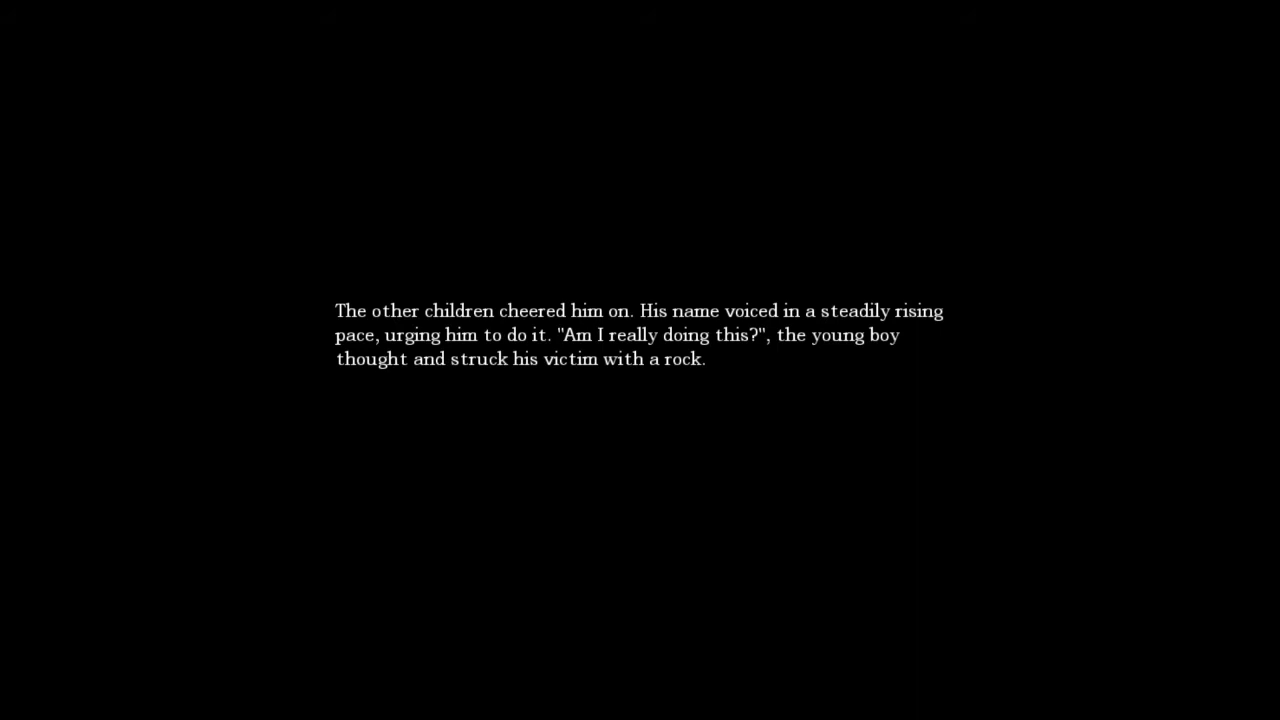 The other children cheered him on. His name voiced in a steadily rising
pace, urging him to do it. "Am I really doing this?", the young boy
thought and struck his victim with a rock.